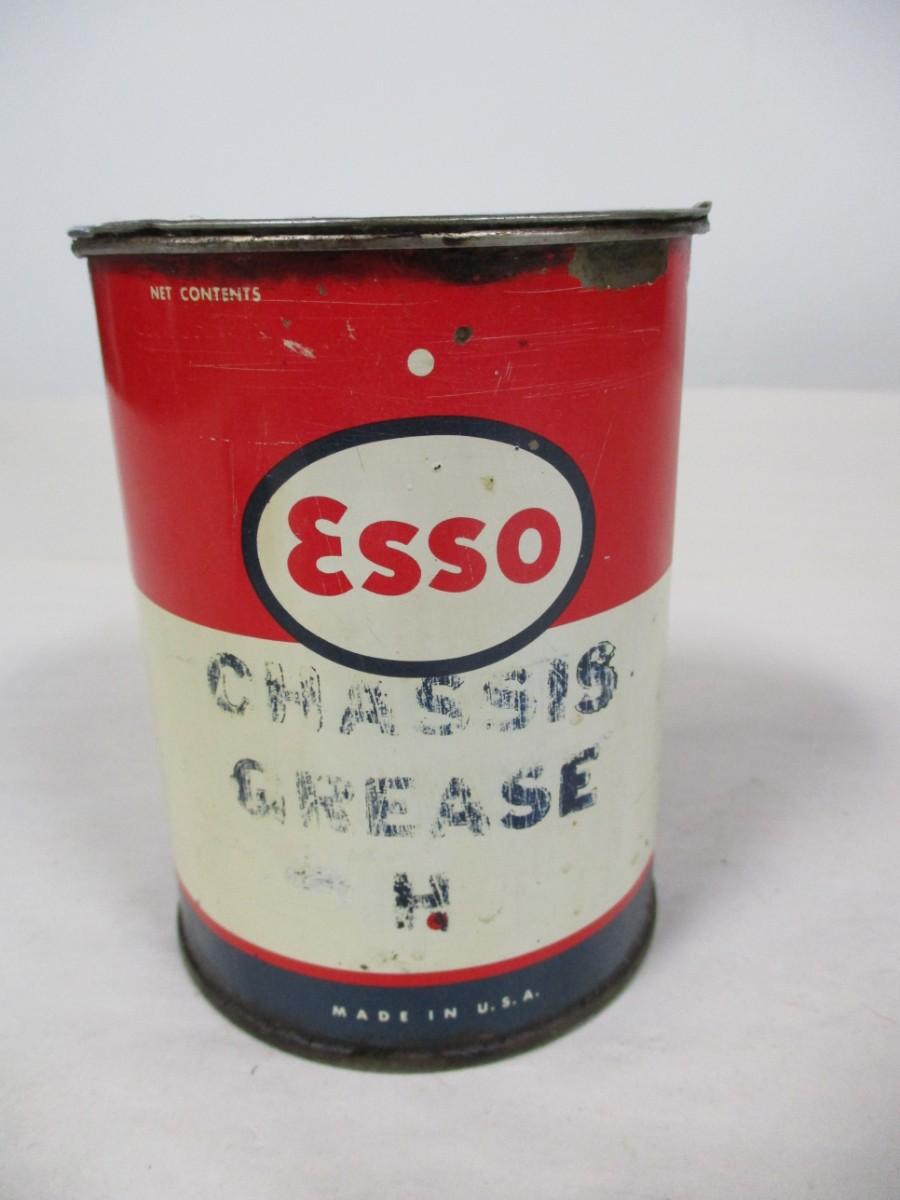 NET CONTENTS
Esso
CHASSIS
GREASE
H
MADE IN U.S.A.